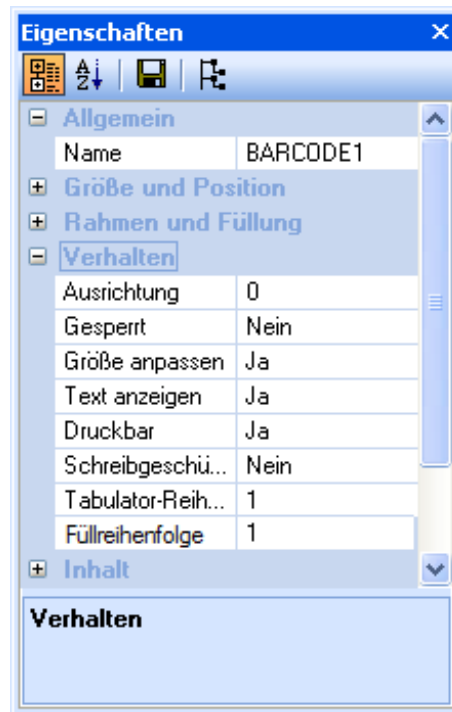 Eigenschaften
Allgemein
Name BARCODE1
Größe und Position
Rahmen und Füllung
Verhalten
Ausrichtung 0
Gesperrt Nein
Größe anpassen Ja
Text anzeigen Ja
Druckbar Ja
Schreibgeschü... Nein
Tabulator-Reih... 1
Füllreihenfolge 1
Inhalt
Verhalten